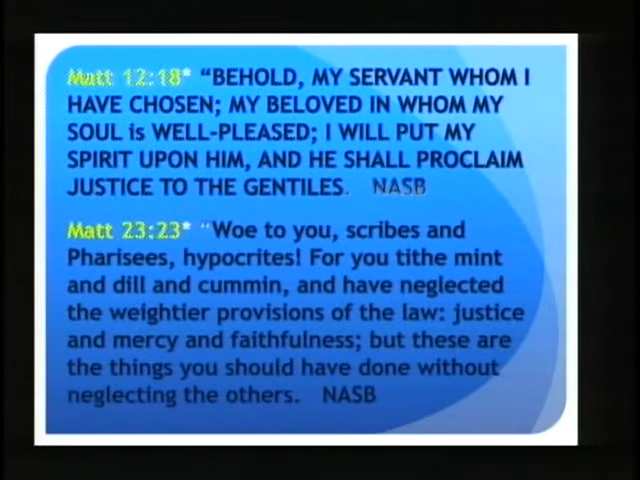 Matt 12:18* “BEHOLD, MY SERVANT WHOM I
HAVE CHOSEN; MY BELOVED IN WHOM MY
SOUL is WELL-PLEASED; I WILL PUT MY
SPIRIT UPON HIM, AND HE SHALL PROCLAIM
JUSTICE TO THE GENTILES. NASB
Matt 23:23* "Woe to you, scribes and
Pharisees, hypocrites! For you tithe mint
and dill and cummin, and have neglected
the weightier provisions of the law: justice
and mercy and faithfulness; but these are
the things you should have done without
neglecting the others. NASB